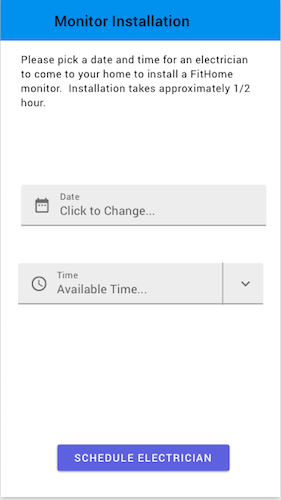 Monitor Installation
Please pick a date and time for an electrician
to come to your home to install a FitHome
monitor. Installation takes approximately 1/2
hour.
Date
Click to Change...
Time
Available Time...
SCHEDULE ELECTRICIAN